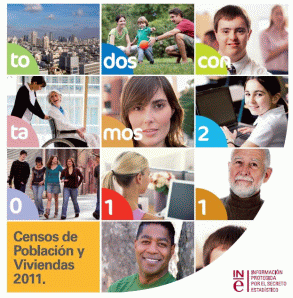 to dos con
ta mos 2
0 1 1
Censos de
Población y
Viviendas
2011.
INe
INFORMACIÓN
PROTEGIDA
POR EL SECRETO
ESTADÍSTICO